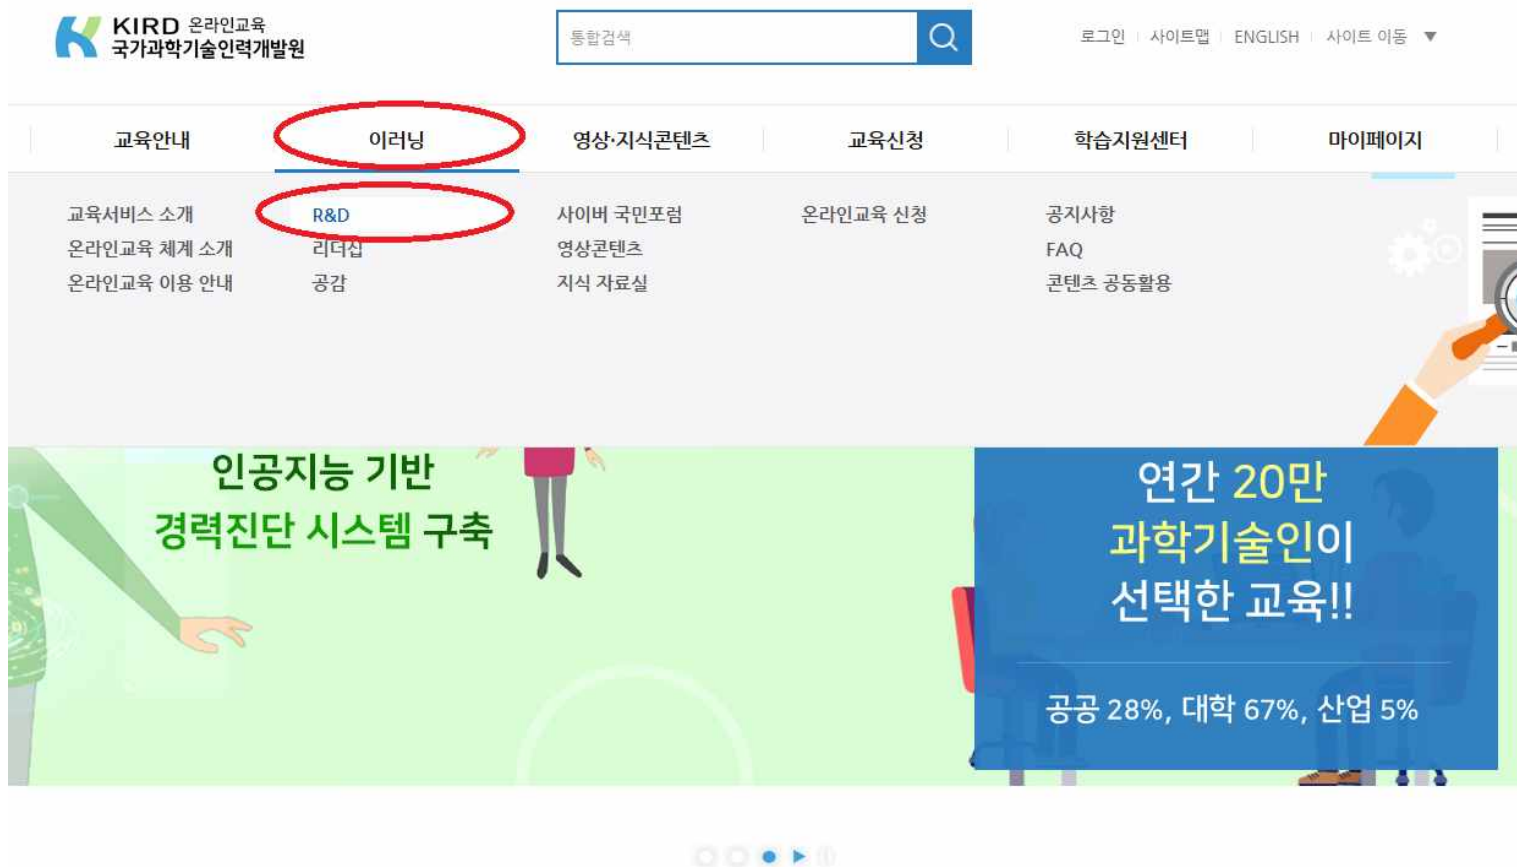 KIRD 온라인교육
국가과학기술인력개발원
통합검색
로그인 사이트맵 ENGLISH 사이트 이동 ▼
교육안내 이러닝 영상·지식콘텐츠 교육신청 학습지원센터 마이페이지
교육서비스 소개 R&D 사이버 국민포럼 온라인교육 신청 공지사항
온라인교육 체계 소개 리더십 영상콘텐츠 FAQ
온라인교육 이용 안내 공감 지식 자료실 콘텐츠 공동활용
인공지능 기반
경력진단 시스템 구축
연간 20만
과학기술인이
선택한 교육!!
공공 28%, 대학 67%, 산업 5%